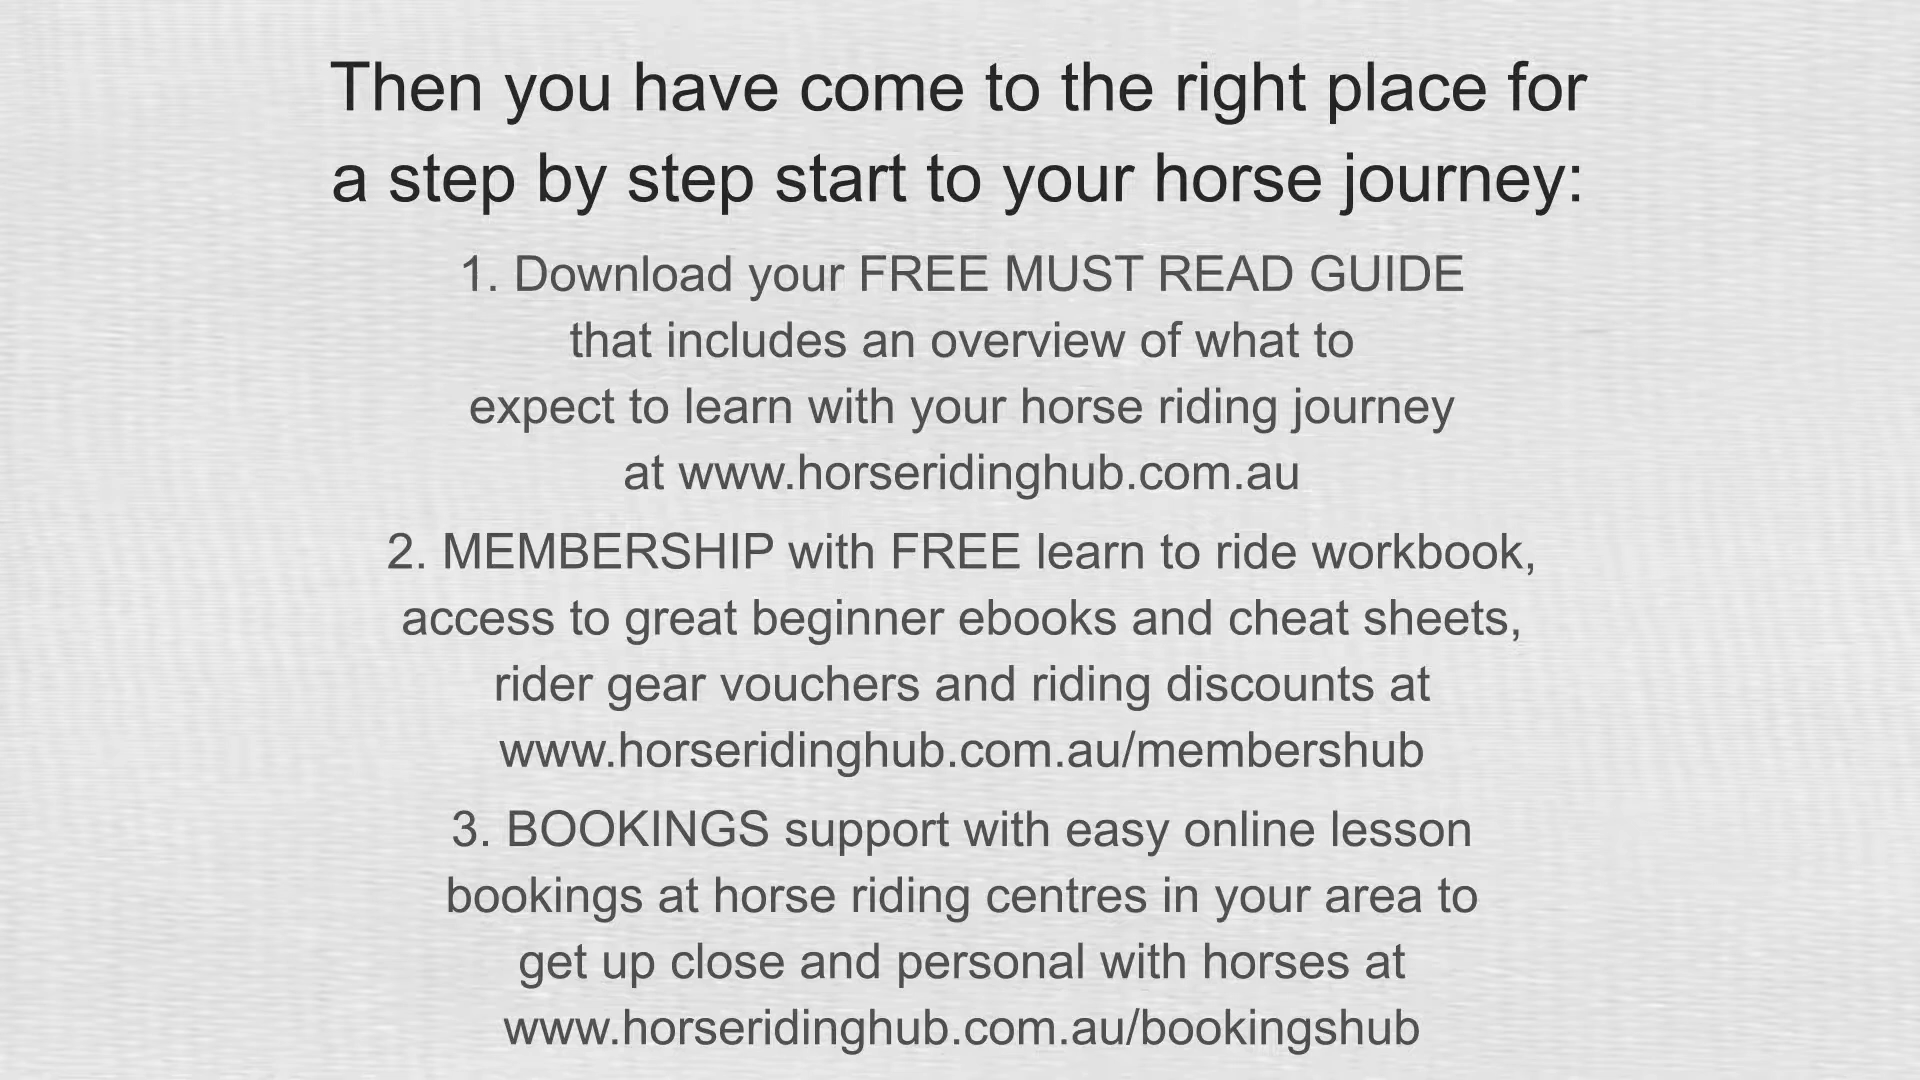 Then you have come to the right place for
a step by step start to your horse journey:
1. Download your FREE MUST READ GUIDE
that includes an overview of what to
expect to learn with your horse riding journey
at www.horseridinghub.com.au
2. MEMBERSHIP with FREE learn to ride workbook,
access to great beginner ebooks and cheat sheets,
rider gear vouchers and riding discounts at
www.horseridinghub.com.au/membershub
3. BOOKINGS support with easy online lesson
bookings at horse riding centres in your area to
get up close and personal with horses at
www.horseridinghub.com.au/bookingshub